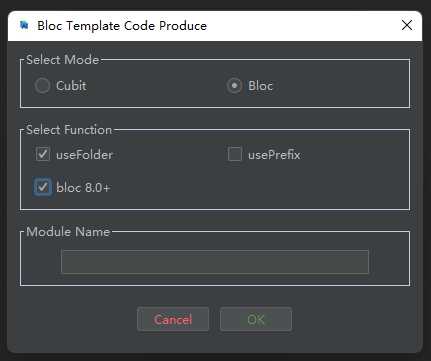 Bloc Template Code Produce
Select Mode
Cubit Bloc
Select Function
useFolder usePrefix
bloc 8.0+
Module Name
Cancel OK